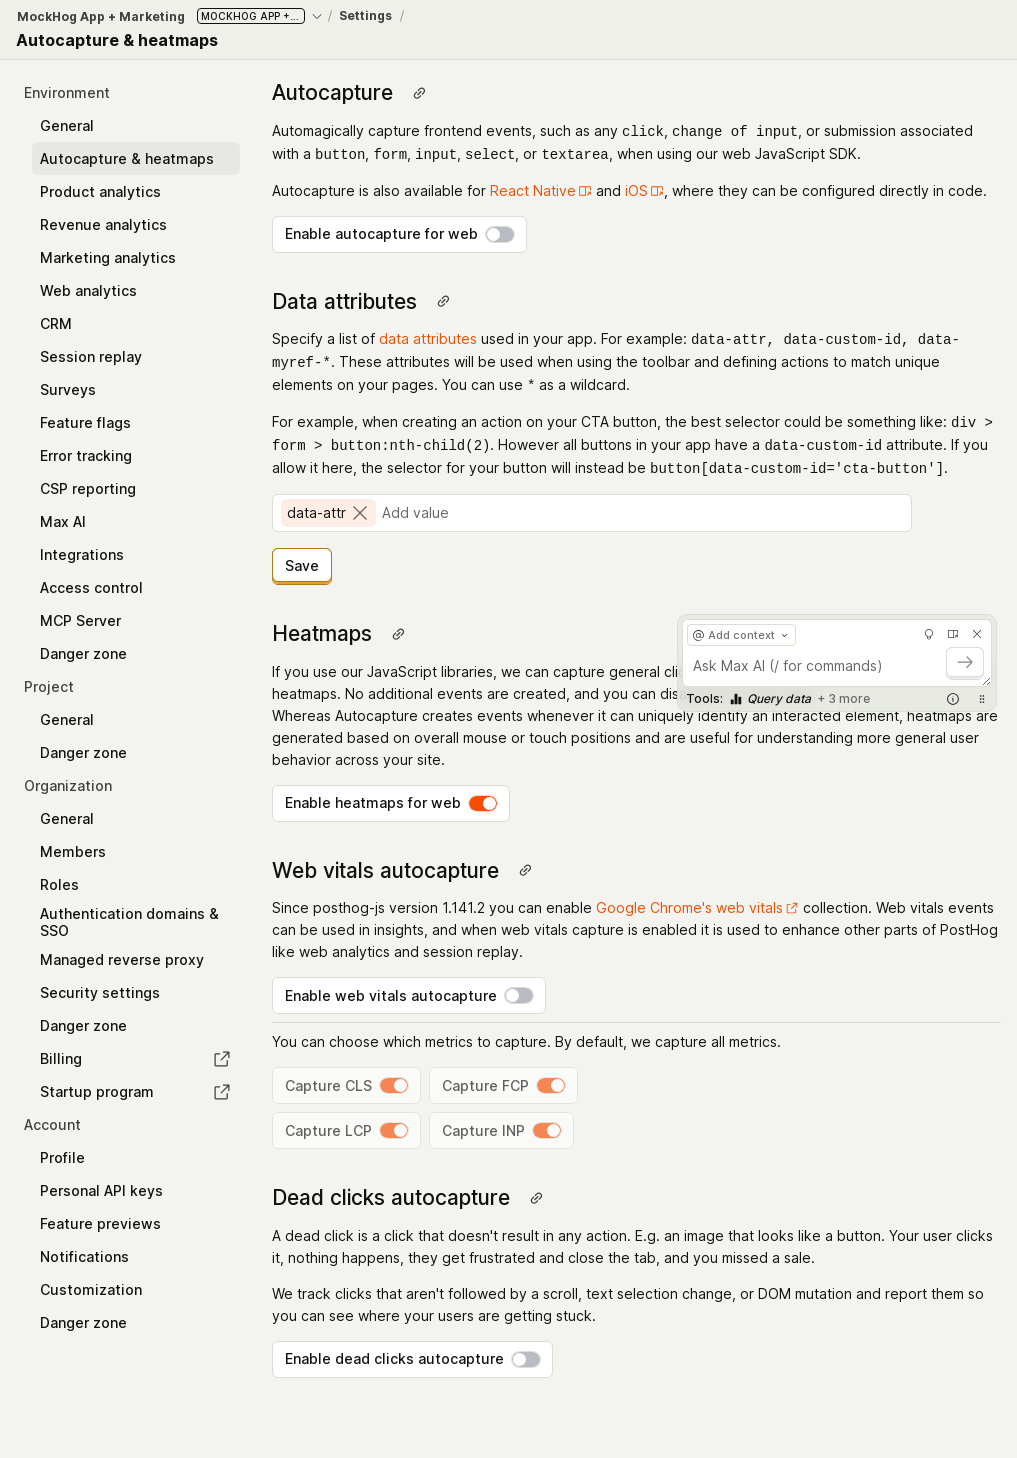 MockHog App + Marketing MOCKHOG APP +... / Settings /
Autocapture & heatmaps
Environment
General
Autocapture & heatmaps
Product analytics
Revenue analytics
Marketing analytics
Web analytics
CRM
Session replay
Surveys
Feature flags
Error tracking
CSP reporting
Max AI
Integrations
Access control
MCP Server
Danger zone
Project
General
Danger zone
Organization
General
Members
Roles
Authentication domains &
SSO
Managed reverse proxy
Security settings
Danger zone
Billing
Startup program
Account
Profile
Personal API keys
Feature previews
Notifications
Customization
Danger zone
Autocapture
Automagically capture frontend events, such as any click, change of input, or submission associated
with a button, form, input, select, or textarea, when using our web JavaScript SDK.
Autocapture is also available for React Native and iOS, where they can be configured directly in code.
Enable autocapture for web
Data attributes
Specify a list of data attributes used in your app. For example: data-attr, data-custom-id, data-
myref-*. These attributes will be used when using the toolbar and defining actions to match unique
elements on your pages. You can use * as a wildcard.
For example, when creating an action on your CTA button, the best selector could be something like: div >
form > button:nth-child(2). However all buttons in your app have a data-custom-id attribute. If you
allow it here, the selector for your button will instead be button[data-custom-id='cta-button'].
data-attr Add value
Save
Heatmaps
If you use our JavaScript libraries, we can capture general
heatmaps. No additional events are created, and you can
Whereas Autocapture creates events whenever it can uniquely identify an interacted element, heatmaps are
generated based on overall mouse or touch positions and are useful for understanding more general user
behavior across your site.
@ Add context
Ask Max AI (/ for commands)
Tools: Query data + 3 more
Enable heatmaps for web
Web vitals autocapture
Since posthog-js version 1.141.2 you can enable Google Chrome's web vitals collection. Web vitals events
can be used in insights, and when web vitals capture is enabled it is used to enhance other parts of PostHog
like web analytics and session replay.
Enable web vitals autocapture
You can choose which metrics to capture. By default, we capture all metrics.
Capture CLS Capture FCP
Capture LCP Capture INP
Dead clicks autocapture
A dead click is a click that doesn't result in any action. E.g. an image that looks like a button. Your user clicks
it, nothing happens, they get frustrated and close the tab, and you missed a sale.
We track clicks that aren't followed by a scroll, text selection change, or DOM mutation and report them so
you can see where your users are getting stuck.
Enable dead clicks autocapture